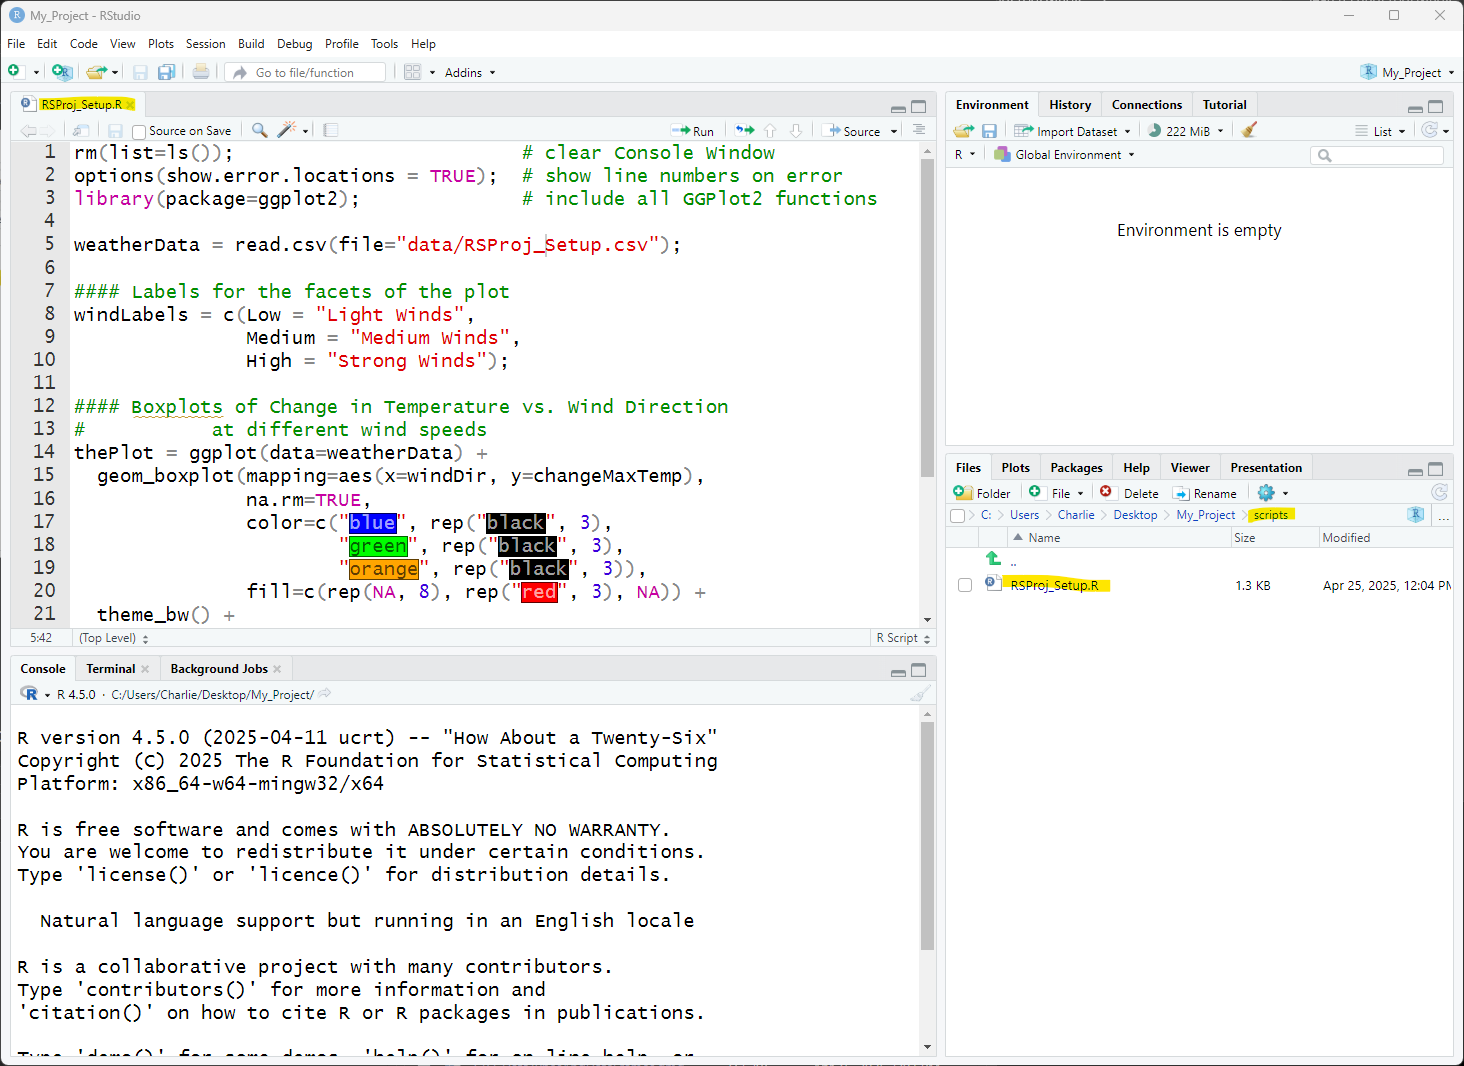 My_Project - RStudio
File Edit Code View Plots Session Build Debug Profile Tools Help
Go to file/function Addins My_Project
RSProj_Setup.R
Source on Save Run Source
1 rm(list=ls()); # clear Console Window
2 options(show.error.locations = TRUE); # show line numbers on error
3 library(package=ggplot2); # include all GGPlot2 functions
4
5 weatherData = read.csv(file="data/RSProj_Setup.csv");
6
7 #### Labels for the facets of the plot
8 windLabels = c(Low = "Light Winds",
9 Medium = "Medium Winds",
10 High = "Strong Winds");
11
12 #### Boxplots of Change in Temperature vs. Wind Direction
13 # at different wind speeds
14 thePlot = ggplot(data=weatherData) +
15 geom_boxplot(mapping=aes(x=windDir, y=changeMaxTemp),
16 na.rm=TRUE,
17 color=c("blue", rep("black", 3),
18 "green", rep("black", 3),
19 "orange", rep("black", 3)),
20 fill=c(rep(NA, 8), rep("red", 3), NA)) +
21 theme_bw() +
5:42 (Top Level) R Script
Console Terminal Background Jobs
R 4.5.0 · C:/Users/Charlie/Desktop/My_Project/
R version 4.5.0 (2025-04-11 ucrt) -- "How About a Twenty-Six"
Copyright (C) 2025 The R Foundation for Statistical Computing
Platform: x86_64-w64-mingw32/x64
R is free software and comes with ABSOLUTELY NO WARRANTY.
You are welcome to redistribute it under certain conditions.
Type 'license()' or 'licence()' for distribution details.
Natural language support but running in an English locale
R is a collaborative project with many contributors.
Type 'contributors()' for more information and
'citation()' on how to cite R or R packages in publications.
Type 'demo()' for some demos, 'help()' for on-line help, or
Environment History Connections Tutorial
Import Dataset 222 MiB List
R Global Environment
Environment is empty
Files Plots Packages Help Viewer Presentation
Folder File Delete Rename
C: Users Charlie Desktop My_Project scripts ...
Name Size Modified
..
RSProj_Setup.R 1.3 KB Apr 25, 2025, 12:04 PM